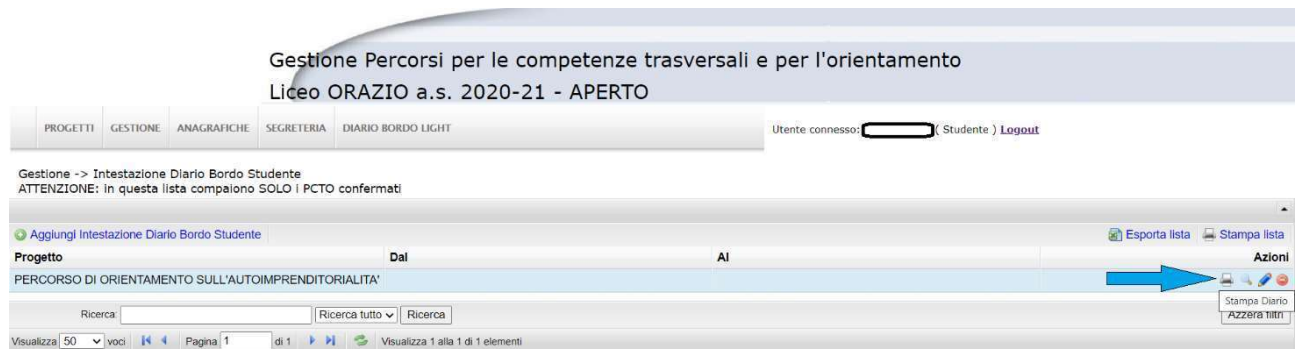 Gestione Percorsi per le competenze trasversali e per l'orientamento
Liceo ORAZIO a.s. 2020-21 - APERTO
PROGETTI GESTIONE ANAGRAFICHE SEGRETERIA DIARIO BORDO LIGHT
Utente connesso: ( Studente ) Logout
Gestione -> Intestazione Diario Bordo Studente
ATTENZIONE: in questa lista compaiono SOLO i PCTO confermati
Aggiungi Intestazione Diario Bordo Studente Esporta lista Stampa lista
Progetto Dal Al Azioni
PERCORSO DI ORIENTAMENTO SULL'AUTOIMPRENDITORIALITA'
Stampa Diario
Ricerca: Ricerca tutto Ricerca Azzera filtri
Visualizza 50 voci Pagina 1 di 1 Visualizza 1 alla 1 di 1 elementi